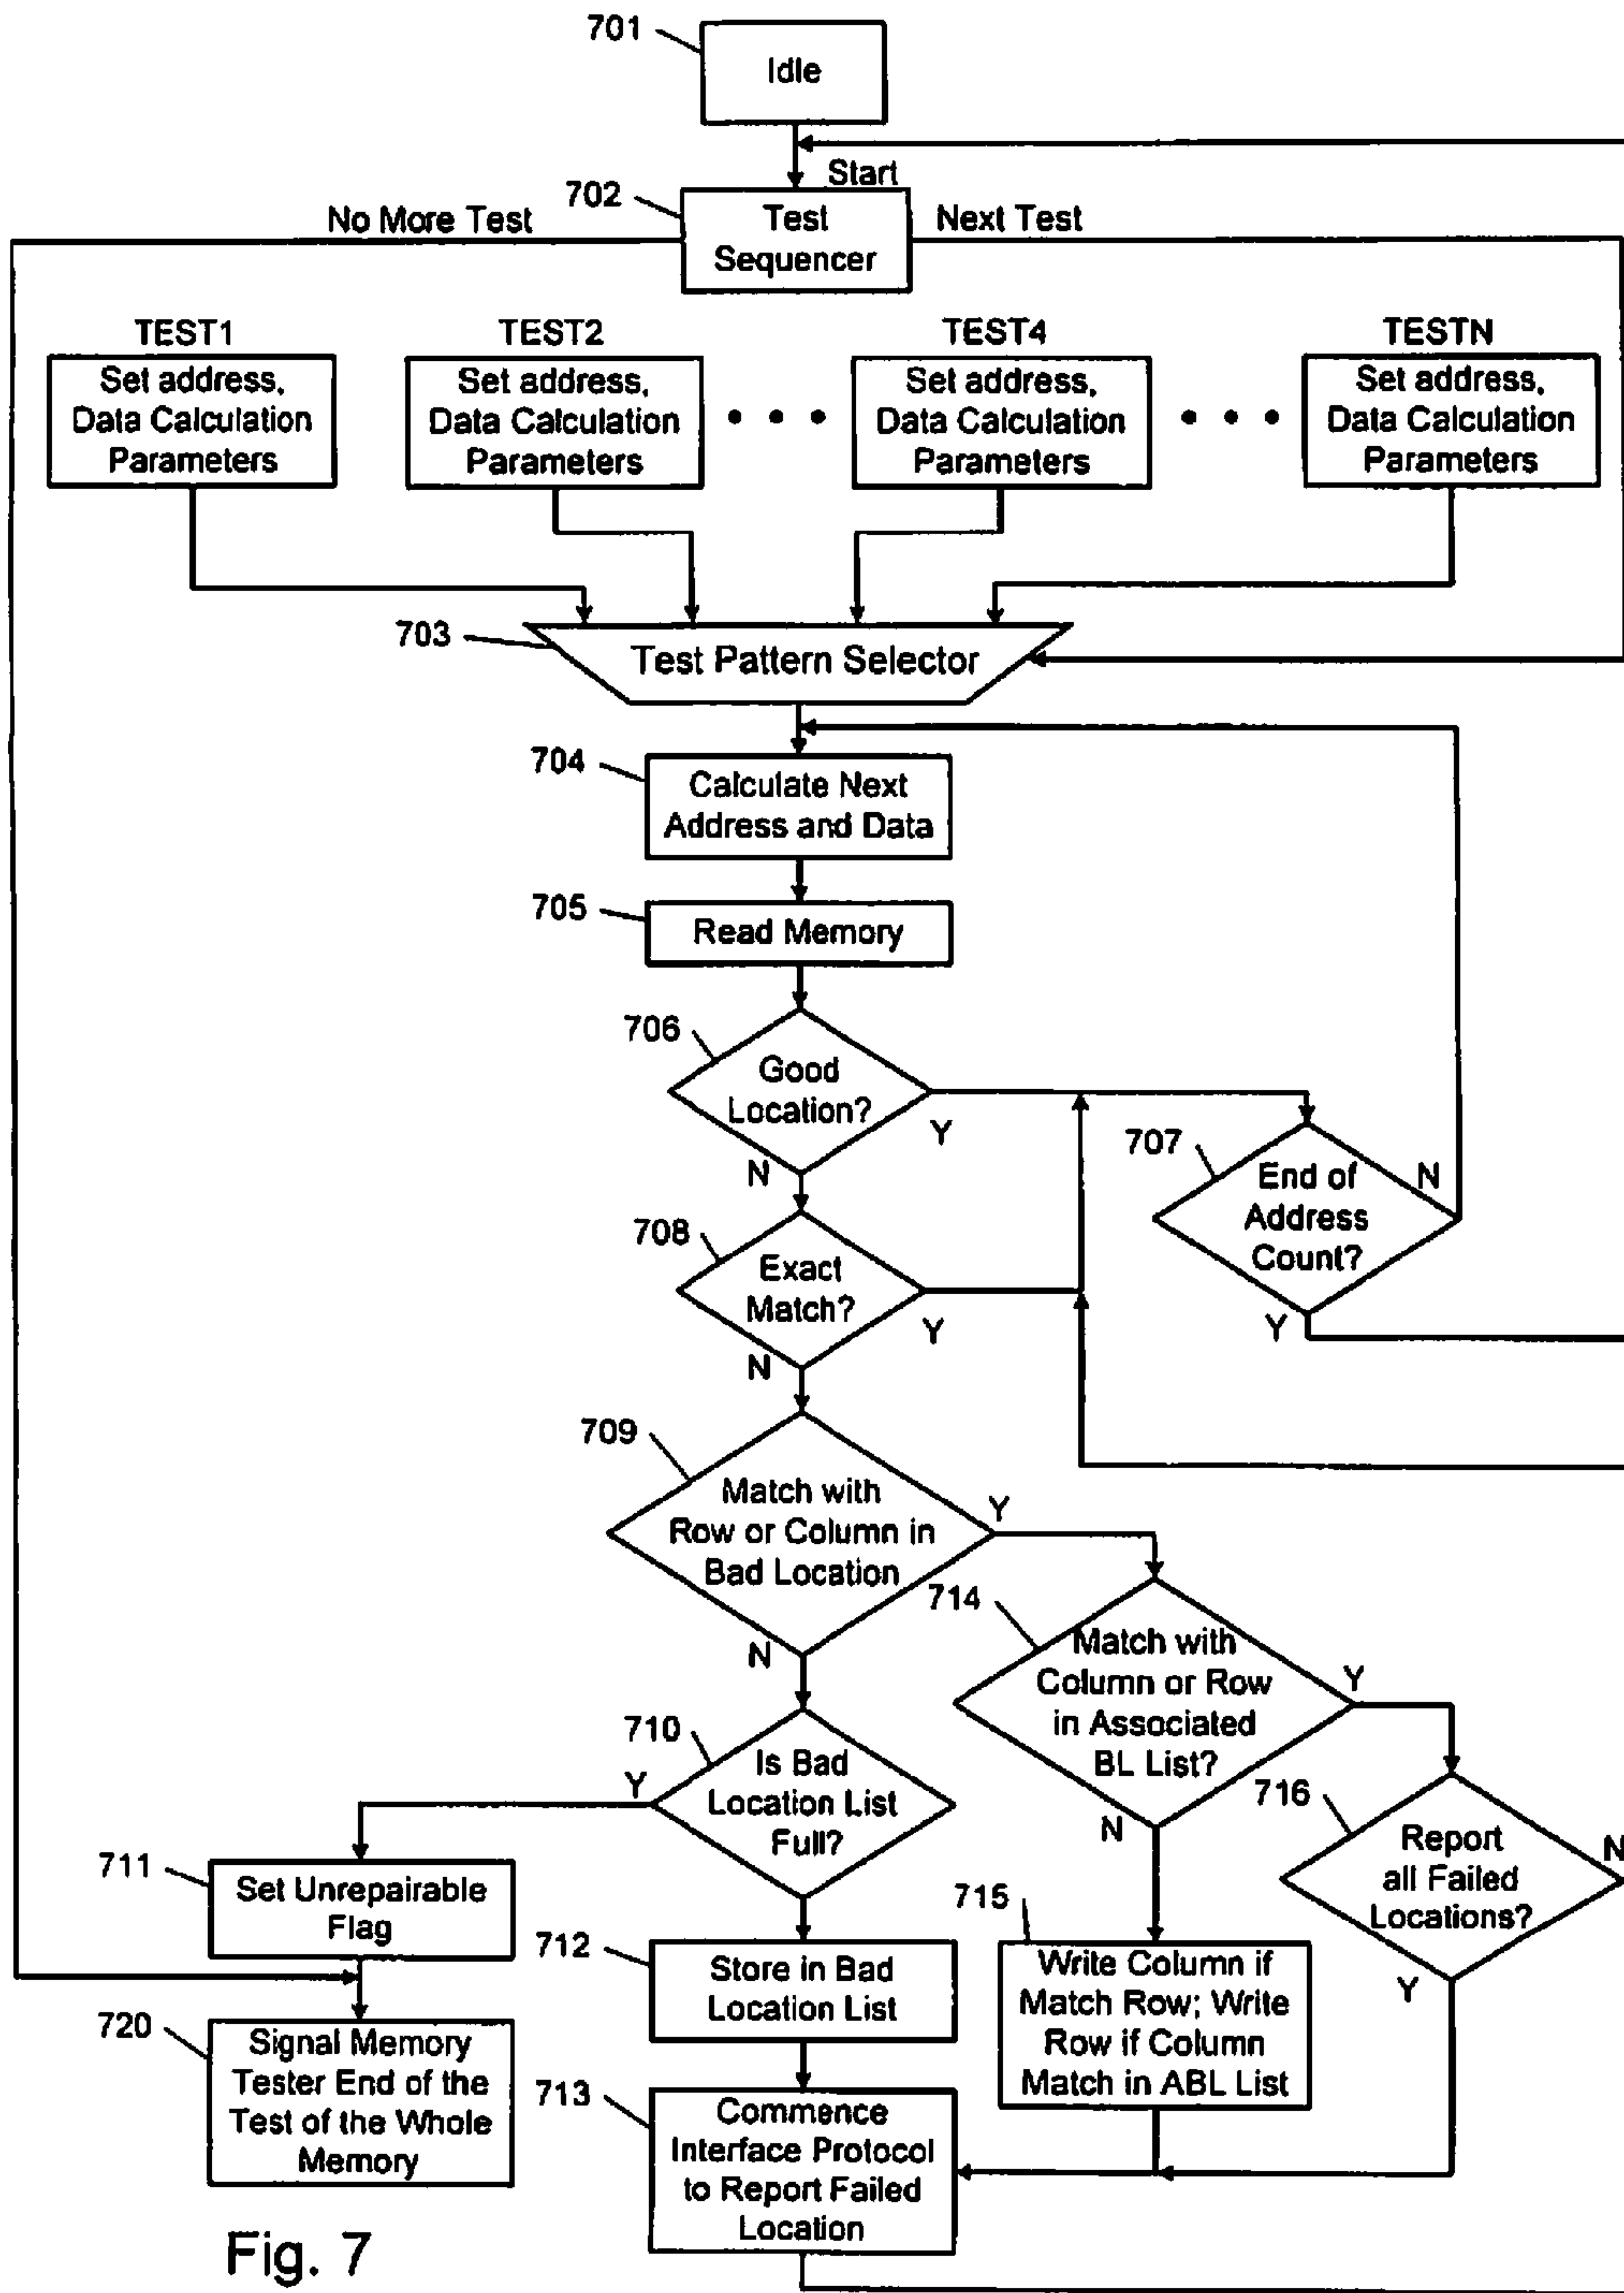 701
Idle
Start
702
No More Test
Test
Sequencer
Next Test
TEST1
Set address,
Data Calculation
Parameters
TEST2
Set address,
Data Calculation
Parameters
• • •
TEST4
Set address,
Data Calculation
Parameters
• • •
TESTN
Set address,
Data Calculation
Parameters
703
Test Pattern Selector
704
Calculate Next
Address and Data
705
Read Memory
706
Good
Location?
Y
N
707
End of
Address
Count?
N
Y
708
Exact
Match?
Y
N
709
Match with
Row or Column in
Bad Location
Y
N
714
Match with
Column or Row
in Associated
BL List?
Y
N
710
Is Bad
Location List
Full?
Y
716
Report
all Failed
Locations?
N
Y
711
Set Unrepairable
Flag
712
Store in Bad
Location List
715
Write Column if
Match Row; Write
Row if Column
Match in ABL List
720
Signal Memory
Tester End of the
Test of the Whole
Memory
713
Commence
Interface Protocol
to Report Failed
Location
Fig. 7